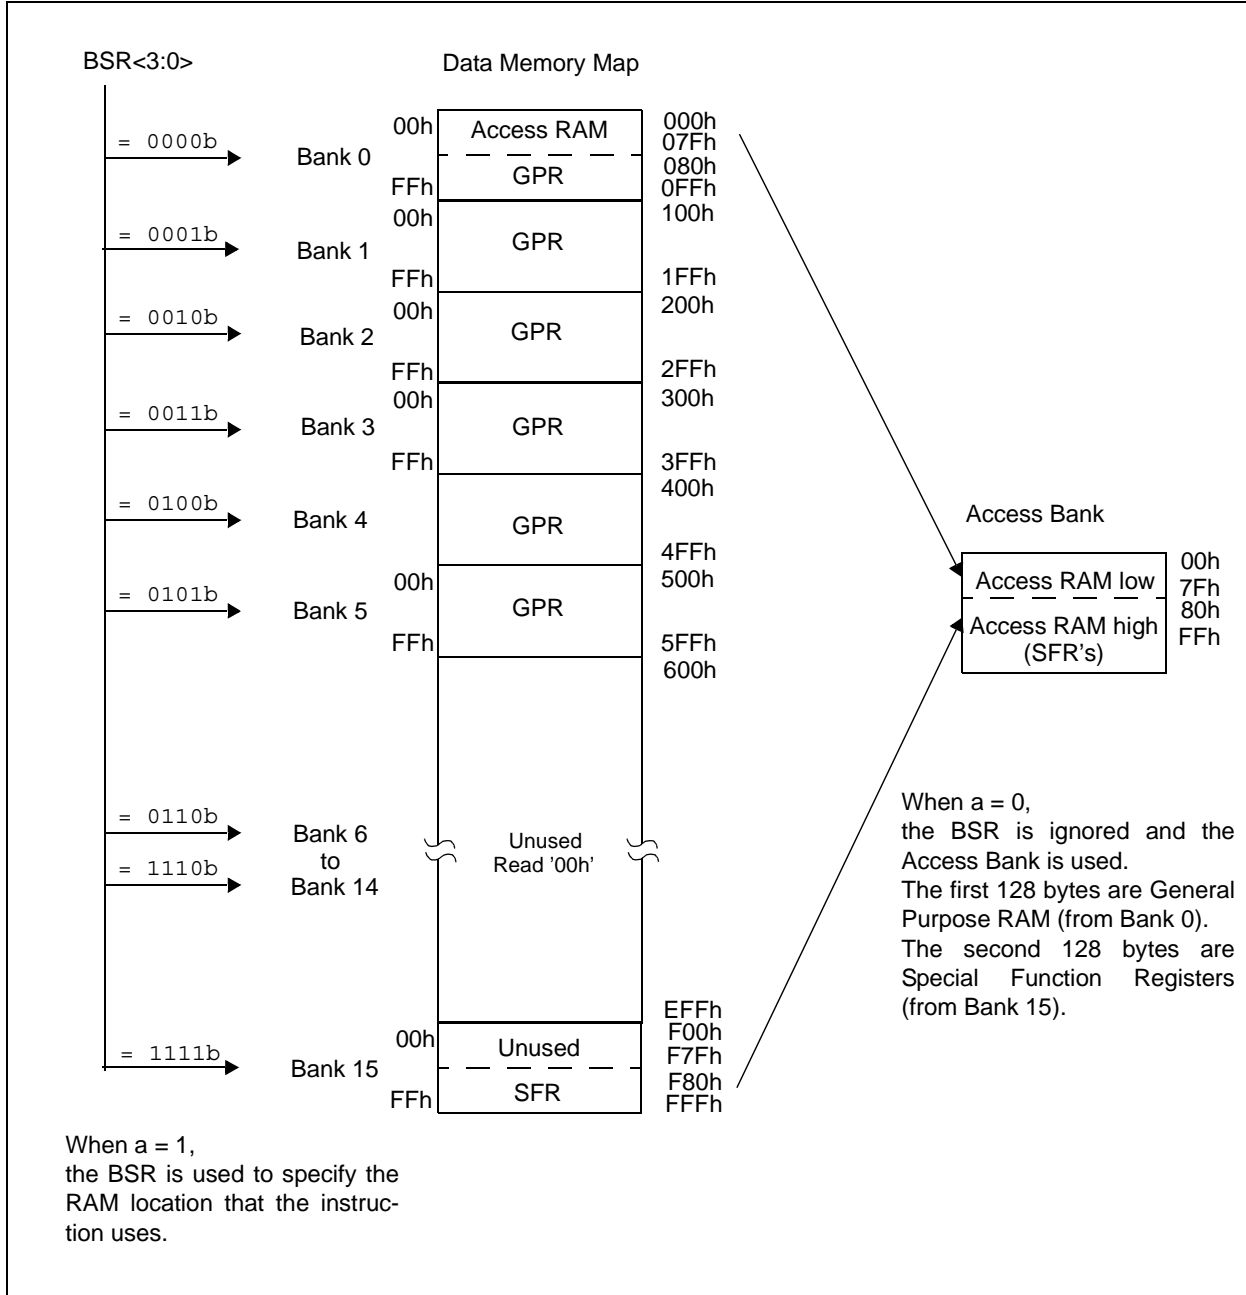 BSR<3:0>
Data Memory Map
= 0000b
Bank 0
00h
Access RAM
000h
07Fh
GPR
080h
FFh
0FFh
= 0001b
Bank 1
00h
GPR
100h
FFh
1FFh
= 0010b
Bank 2
00h
GPR
200h
FFh
2FFh
= 0011b
Bank 3
00h
GPR
300h
FFh
3FFh
= 0100b
Bank 4
GPR
400h
4FFh
= 0101b
Bank 5
00h
GPR
500h
FFh
5FFh
600h
= 0110b
= 1110b
Bank 6
to
Bank 14
Unused
Read '00h'
EFFh
= 1111b
Bank 15
00h
Unused
F00h
F7Fh
FFh
SFR
F80h
FFFh
Access Bank
Access RAM low
00h
7Fh
Access RAM high
(SFR's)
80h
FFh
When a = 0,
the BSR is ignored and the
Access Bank is used.
The first 128 bytes are General
Purpose RAM (from Bank 0).
The second 128 bytes are
Special Function Registers
(from Bank 15).
When a = 1,
the BSR is used to specify the
RAM location that the instruc-
tion uses.